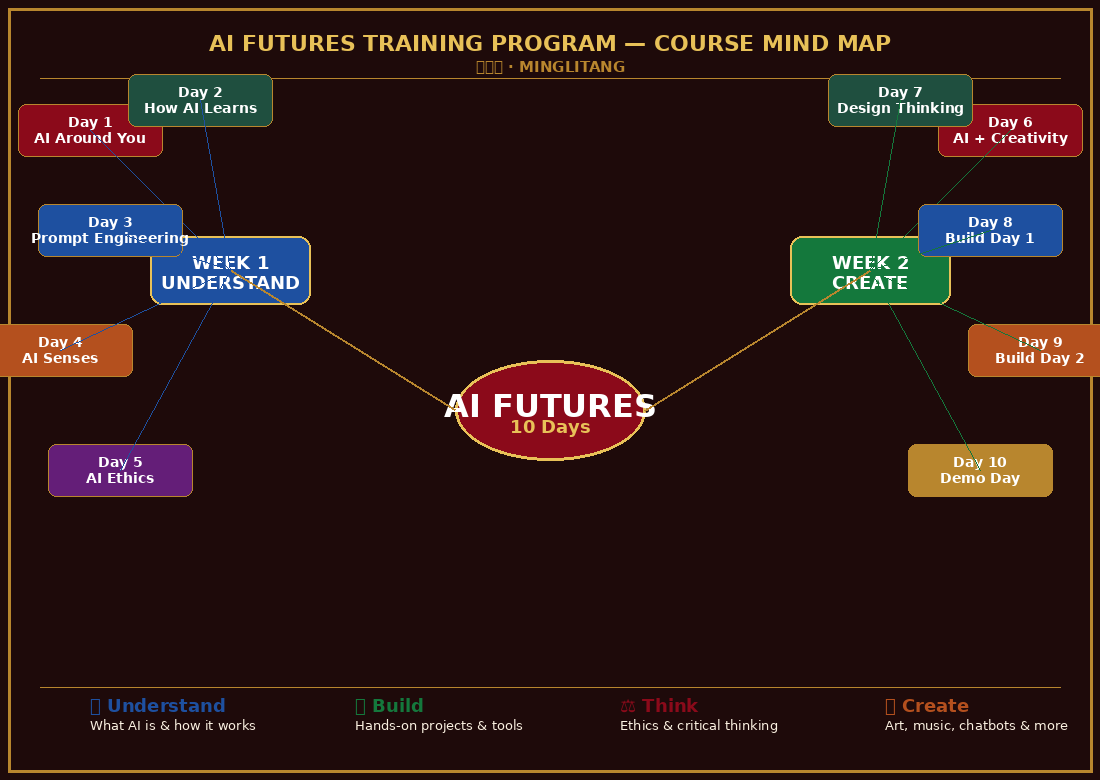 AI FUTURES TRAINING PROGRAM — COURSE MIND MAP
· MINGLITANG
Day 1
AI Around You
Day 2
How AI Learns
Day 3
Prompt Engineering
WEEK 1
UNDERSTAND
Day 4
AI Senses
Day 5
AI Ethics
AI FUTURES
10 Days
Day 7
Design Thinking
Day 6
AI + Creativity
Day 8
Build Day 1
WEEK 2
CREATE
Day 9
Build Day 2
Day 10
Demo Day
Understand
What AI is & how it works
Build
Hands-on projects & tools
⚖ Think
Ethics & critical thinking
Create
Art, music, chatbots & more